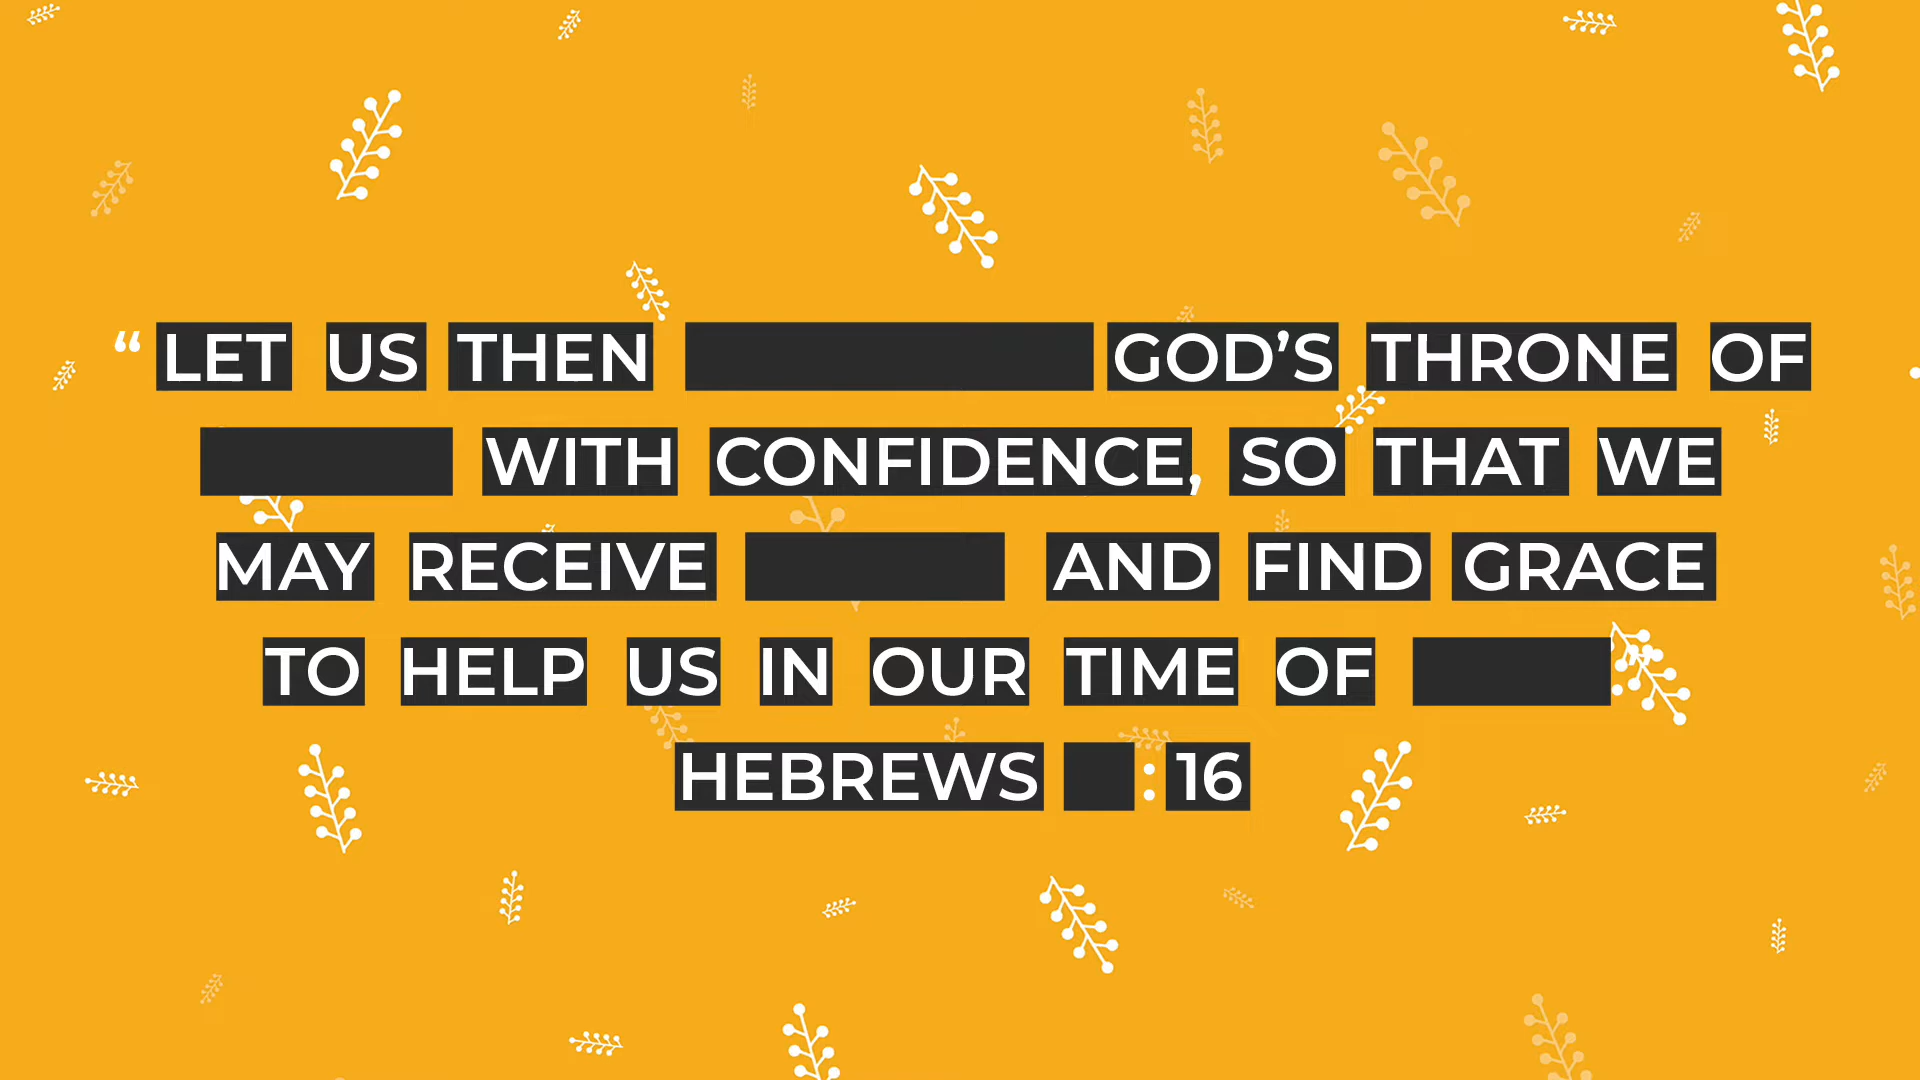 “ LET US THEN GOD’S THRONE OF
WITH CONFIDENCE, SO THAT WE
MAY RECEIVE AND FIND GRACE
TO HELP US IN OUR TIME OF
HEBREWS :16